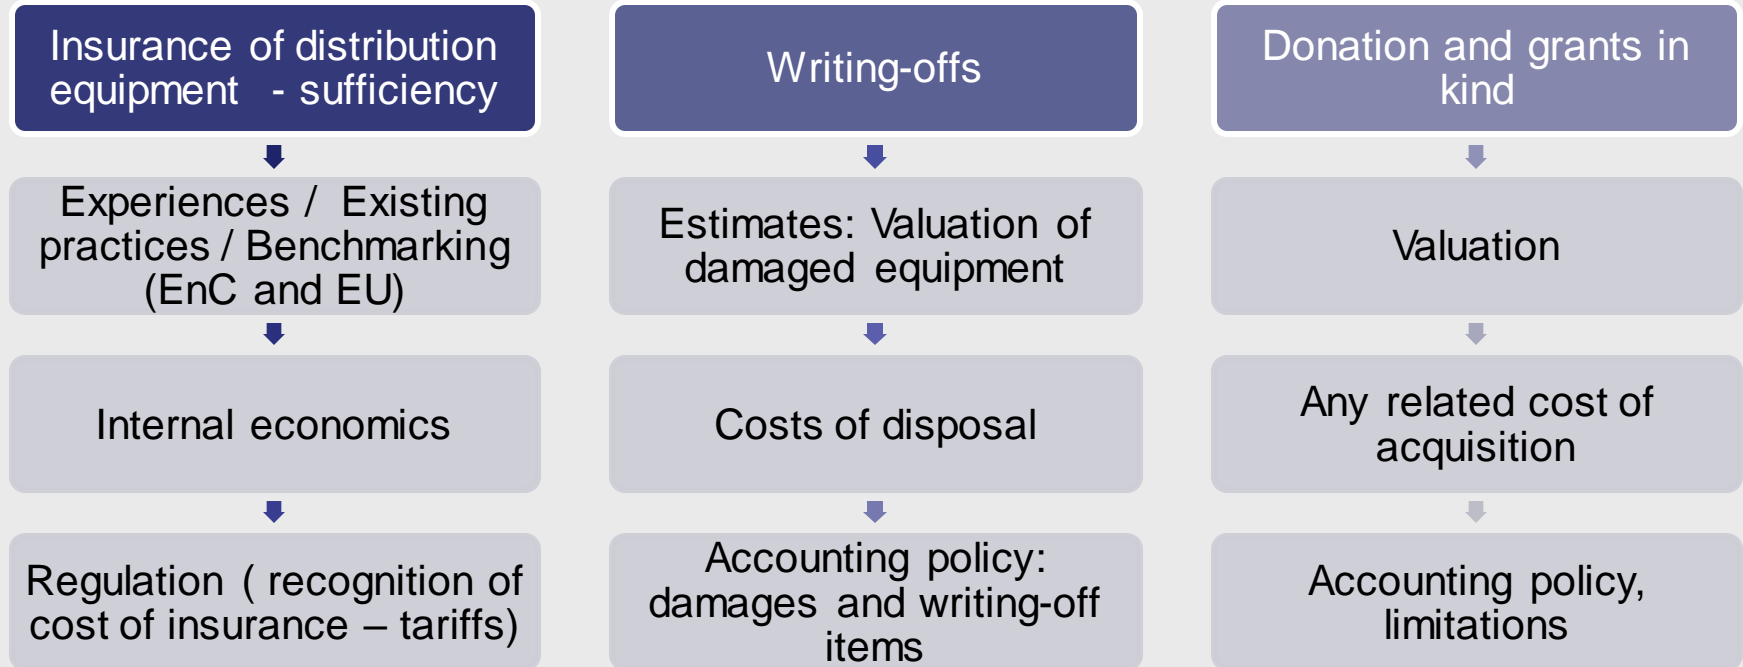 Insurance of distribution
equipment - sufficiency
Experiences / Existing
practices / Benchmarking
(EnC and EU)
Internal economics
Regulation ( recognition of
cost of insurance – tariffs)
Writing-offs
Estimates: Valuation of
damaged equipment
Costs of disposal
Accounting policy:
damages and writing-off
items
Donation and grants in
kind
Valuation
Any related cost of
acquisition
Accounting policy,
limitations